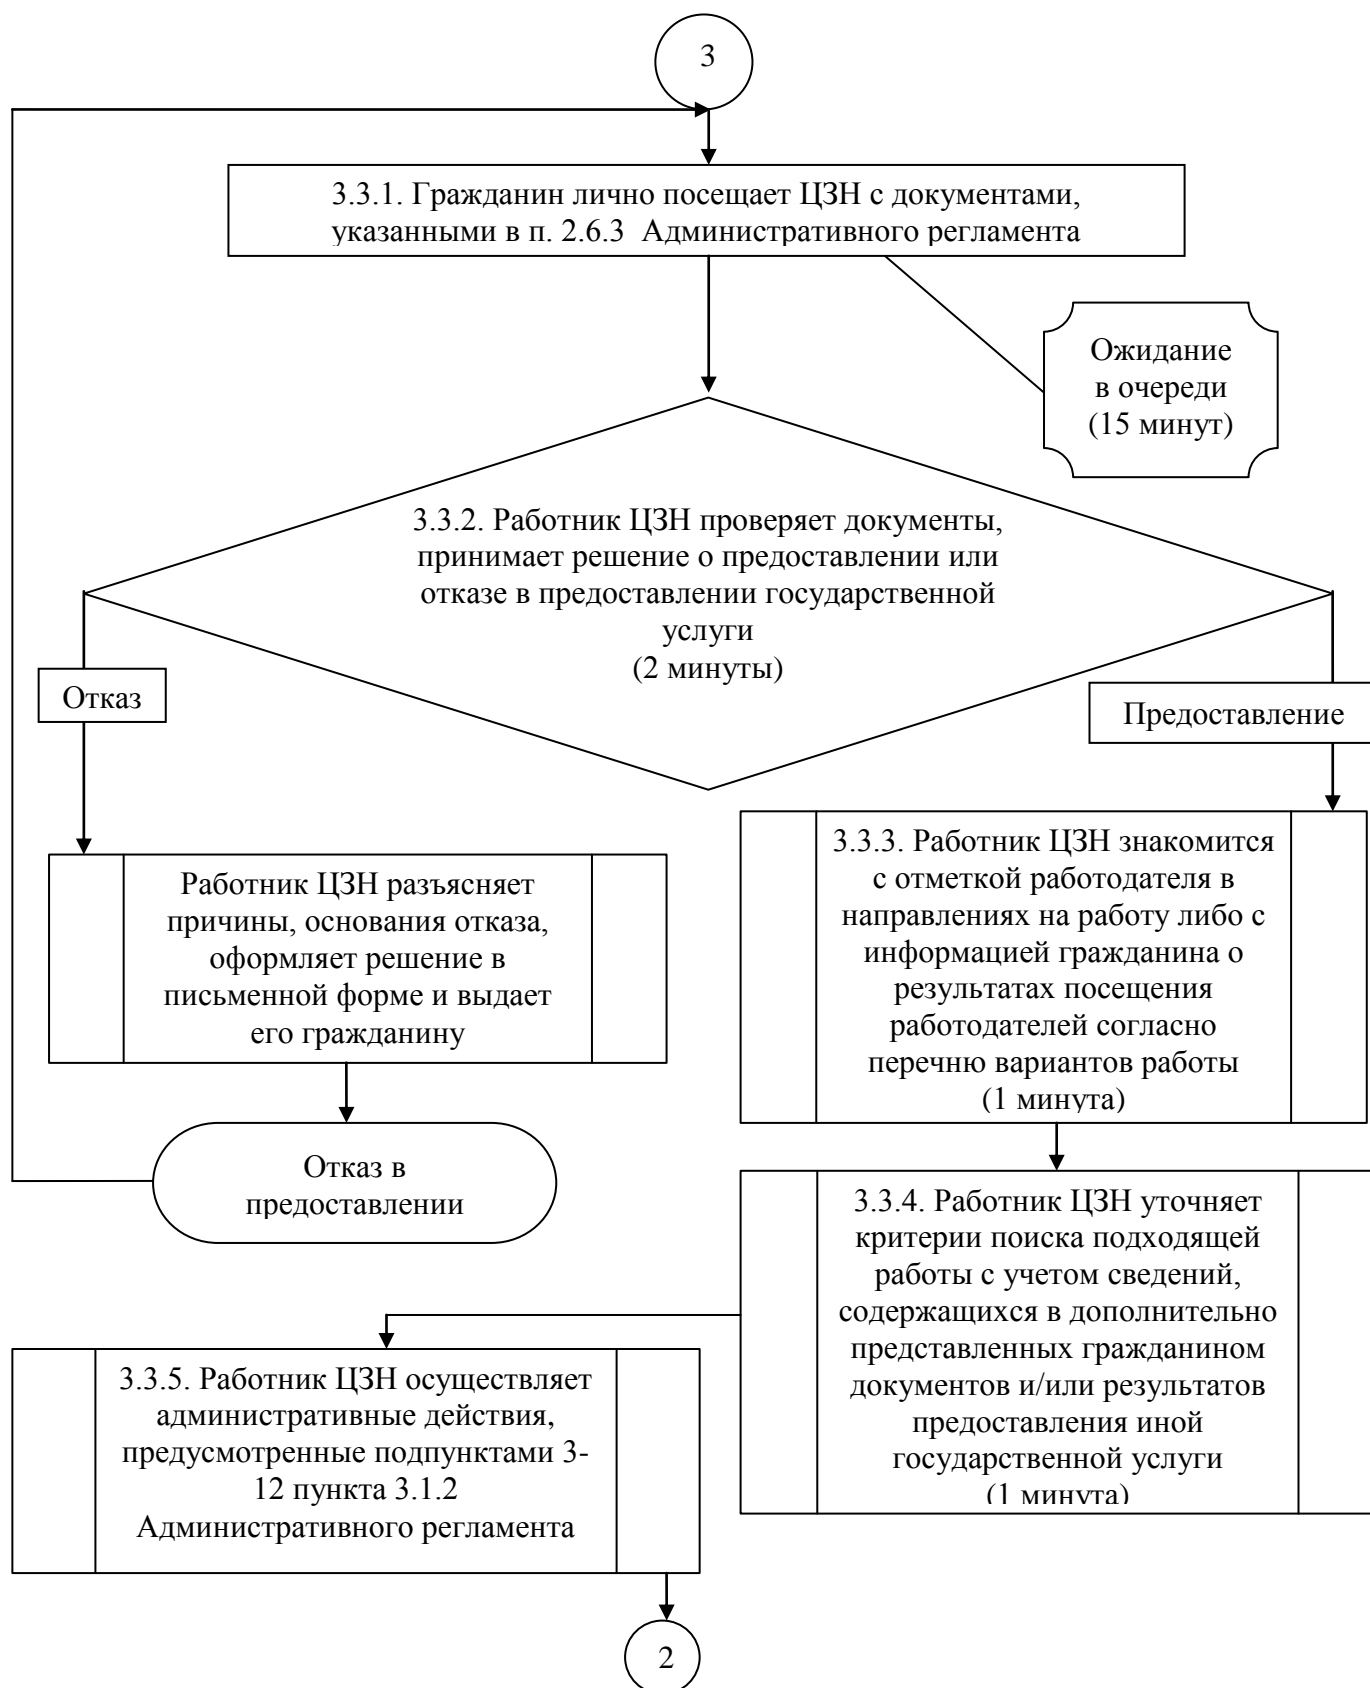 3
3.3.1. Гражданин лично посещает ЦЗН с документами,
указанными в п. 2.6.3 Административного регламента
Ожидание
в очереди
(15 минут)
3.3.2. Работник ЦЗН проверяет документы,
принимает решение о предоставлении или
отказе в предоставлении государственной
услуги
(2 минуты)
Отказ
Предоставление
Работник ЦЗН разъясняет
причины, основания отказа,
оформляет решение в
письменной форме и выдает
его гражданину
Отказ в
предоставлении
3.3.3. Работник ЦЗН знакомится
с отметкой работодателя в
направлениях на работу либо с
информацией гражданина о
результатах посещения
работодателей согласно
перечню вариантов работы
(1 минута)
3.3.4. Работник ЦЗН уточняет
критерии поиска подходящей
работы с учетом сведений,
содержащихся в дополнительно
представленных гражданином
документов и/или результатов
предоставления иной
государственной услуги
(1 минута)
3.3.5. Работник ЦЗН осуществляет
административные действия,
предусмотренные подпунктами 3-
12 пункта 3.1.2
Административного регламента
2